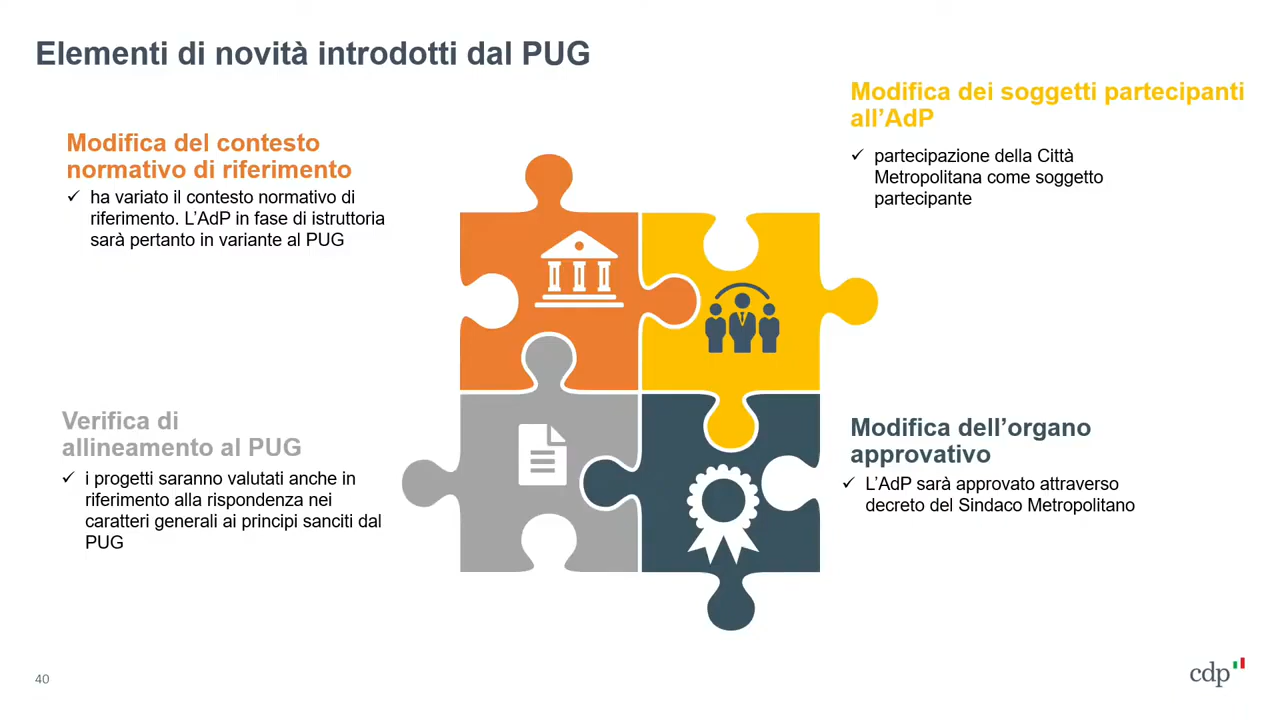 Elementi di novità introdotti dal PUG
Modifica del contesto
normativo di riferimento
✓ ha variato il contesto normativo di
riferimento. L’AdP in fase di istruttoria
sarà pertanto in variante al PUG
Modifica dei soggetti partecipanti
all’AdP
✓ partecipazione della Città
Metropolitana come soggetto
partecipante
Verifica di
allineamento al PUG
✓ i progetti saranno valutati anche in
riferimento alla rispondenza nei
caratteri generali ai principi sanciti dal
PUG
Modifica dell’organo
approvativo
✓ L’AdP sarà approvato attraverso
decreto del Sindaco Metropolitano
40
cdp